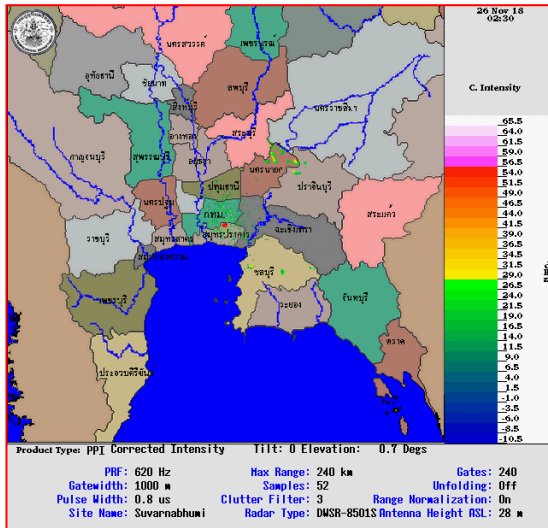 26 Nov 18
02:30
C. Intensity
นครสวรรค์
เพชรบูรณ์
อุทัยธานี
ชัยนาท
ลพบุรี
สิงหบุรี
นครราชสีมา
อ่างทอง
สระบุรี
กาญจนบุรี
สุพรรณบุรี
อยุธยา
นครนายก
ปราจีนบุรี
ปทุมธานี
นครปฐม
กทม.
สระแก้ว
ฉะเชิงเทรา
ราชบุรี
สมุทรสาคร
สมุทรปราการ
ชลบุรี
เพชรบุรี
ระยอง
จันทบุรี
ตราด
ประจวบคีรีขันธ์
65.5
64.0
61.5
59.0
56.5
54.0
51.5
49.0
46.5
44.0
41.5
39.0
36.5
34.0
31.5
29.0
26.5
24.0
21.5
19.0
16.5
14.0
11.5
9.0
6.5
4.0
1.5
-1.0
-3.5
-6.0
-8.5
-10.5
Product Type: PPI Corrected Intensity Tilt: 0 Elevation: 0.7 Degs
PRF: 620 Hz Max Range: 240 km Gates: 240
Gatewidth: 1000 m Samples: 52 Unfolding: Off
Pulse Width: 0.8 us Clutter Filter: 3 Range Normalization: On
Site Name: Suvarnabhumi Radar Type: DWSR-8501S Antenna Height ASL: 28 m